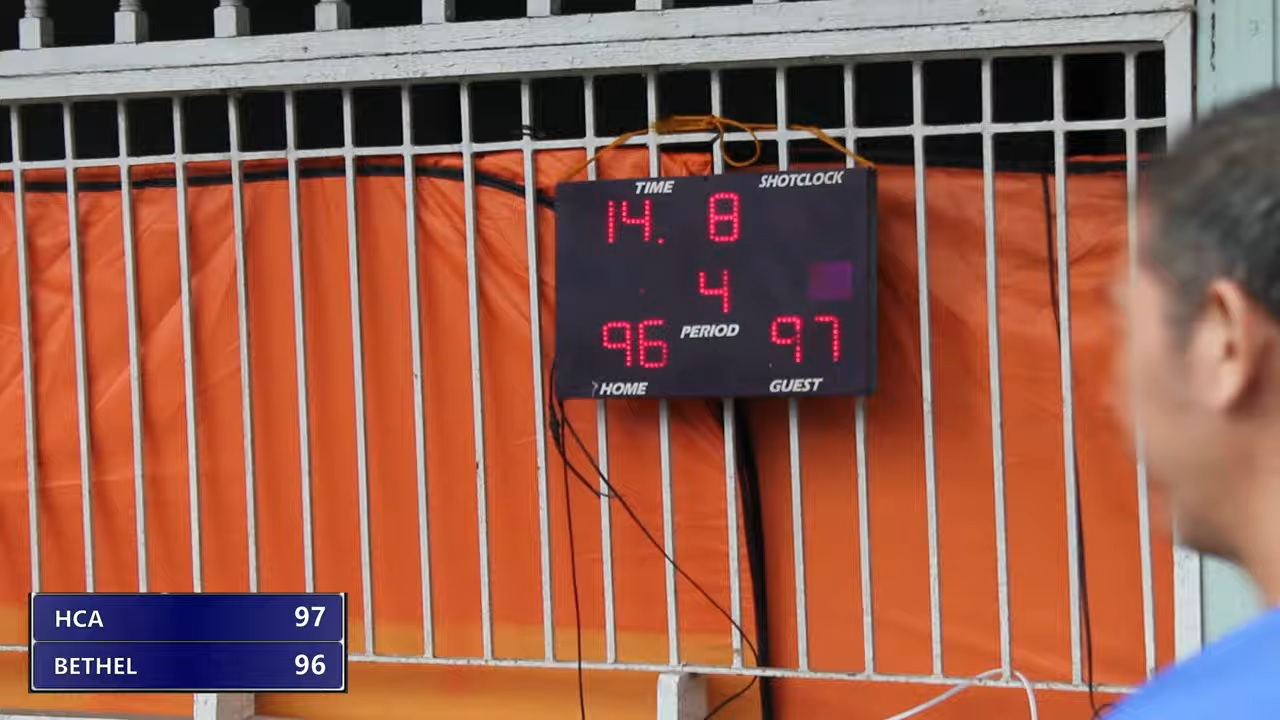 TIME SHOTCLOCK
14. 8
4
96 PERIOD 97
HOME GUEST
HCA 97
BETHEL 96